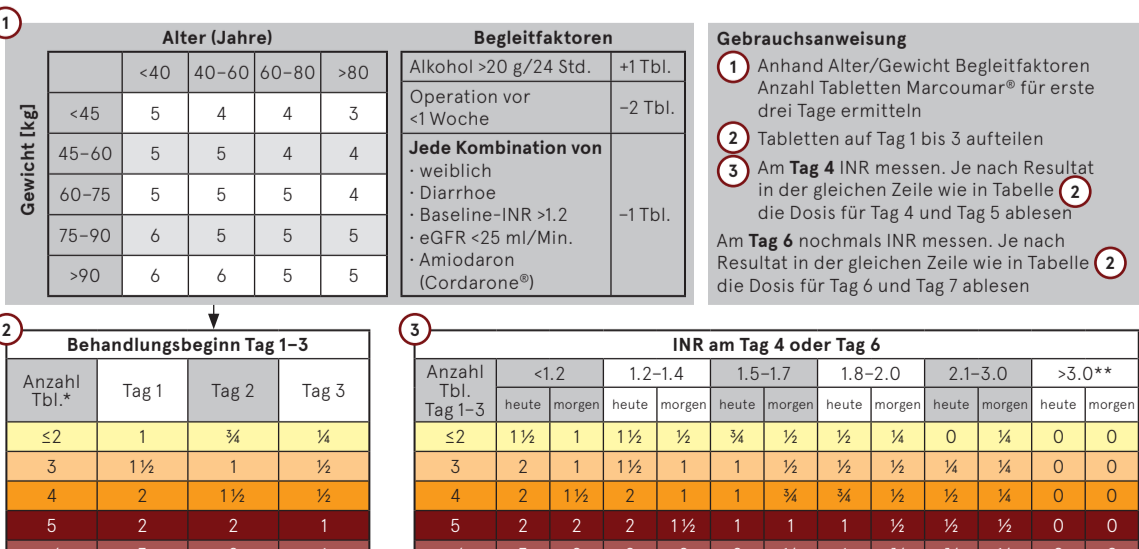 1
Alter (Jahre)
Gewicht [kg]
<40 40–60 60–80 >80
<45 5 4 4 3
45–60 5 5 4 4
60–75 5 5 5 4
75–90 6 5 5 5
>90 6 6 5 5
Begleitfaktoren
Alkohol >20 g/24 Std. +1 Tbl.
Operation vor
<1 Woche –2 Tbl.
Jede Kombination von
· weiblich
· Diarrhoe
· Baseline-INR >1.2 –1 Tbl.
· eGFR <25 ml/Min.
· Amiodaron
(Cordarone®)
Gebrauchsanweisung
1 Anhand Alter/Gewicht Begleitfaktoren
Anzahl Tabletten Marcoumar® für erste
drei Tage ermitteln
2 Tabletten auf Tag 1 bis 3 aufteilen
3 Am Tag 4 INR messen. Je nach Resultat
in der gleichen Zeile wie in Tabelle 2
die Dosis für Tag 4 und Tag 5 ablesen
Am Tag 6 nochmals INR messen. Je nach
Resultat in der gleichen Zeile wie in Tabelle 2
die Dosis für Tag 6 und Tag 7 ablesen
2
Behandlungsbeginn Tag 1–3
Anzahl
Tbl.* Tag 1 Tag 2 Tag 3
≤2 1 ¾ ¼
3 1½ 1 ½
4 2 1½ ½
5 2 2 1
3
INR am Tag 4 oder Tag 6
Anzahl
Tbl.
Tag 1–3
<1.2 1.2–1.4 1.5–1.7 1.8–2.0 2.1–3.0 >3.0**
heute morgen heute morgen heute morgen heute morgen heute morgen heute morgen
≤2 1½ 1 1½ ½ ¾ ½ ½ ¼ 0 ¼ 0 0
3 2 1 1½ 1 1 ½ ½ ½ ¼ ¼ 0 0
4 2 1½ 2 1 1 ¾ ¾ ½ ½ ¼ 0 0
5 2 2 2 1½ 1 1 1 ½ ½ ½ 0 0